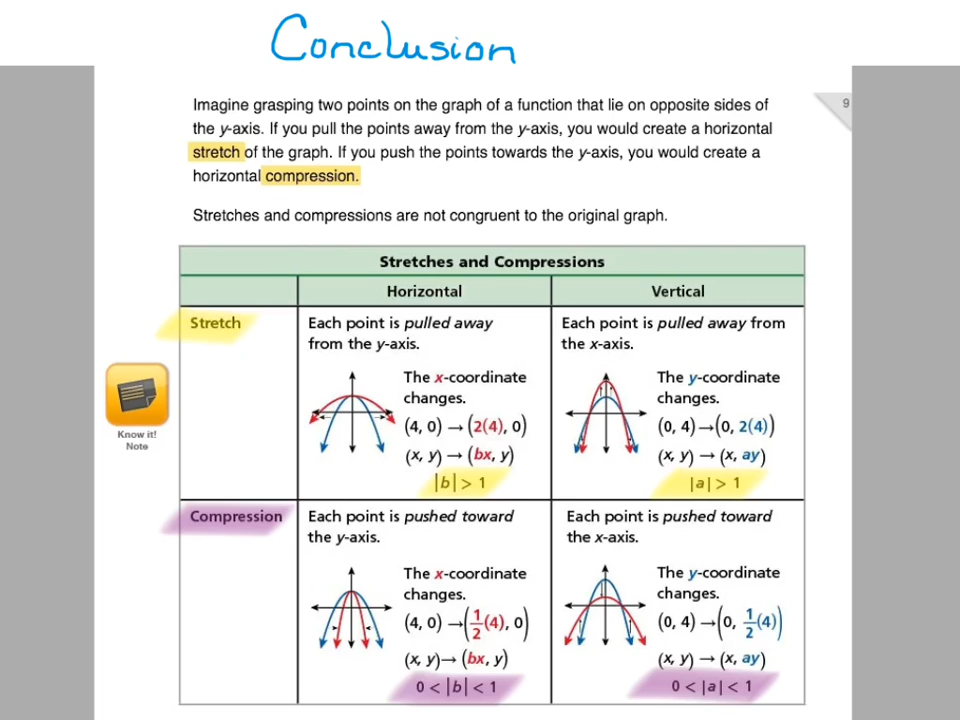 Conclusion
9
Imagine grasping two points on the graph of a function that lie on opposite sides of
the y-axis. If you pull the points away from the y-axis, you would create a horizontal
stretch of the graph. If you push the points towards the y-axis, you would create a
horizontal compression.
Stretches and compressions are not congruent to the original graph.
Stretches and Compressions
Horizontal
Vertical
Stretch
Each point is pulled away
from the y-axis.
The x-coordinate
changes.
(4, 0) → (2(4), 0)
(x, y) → (bx, y)
|b| > 1
Each point is pulled away from
the x-axis.
The y-coordinate
changes.
(0, 4) → (0, 2(4))
(x, y) → (x, ay)
|a| > 1
Know it!
Note
Compression
Each point is pushed toward
the y-axis.
The x-coordinate
changes.
(4, 0) → (1/2(4), 0)
(x, y) → (bx, y)
0 < |b| < 1
Each point is pushed toward
the x-axis.
The y-coordinate
changes.
(0, 4) → (0, 1/2(4))
(x, y) → (x, ay)
0 < |a| < 1